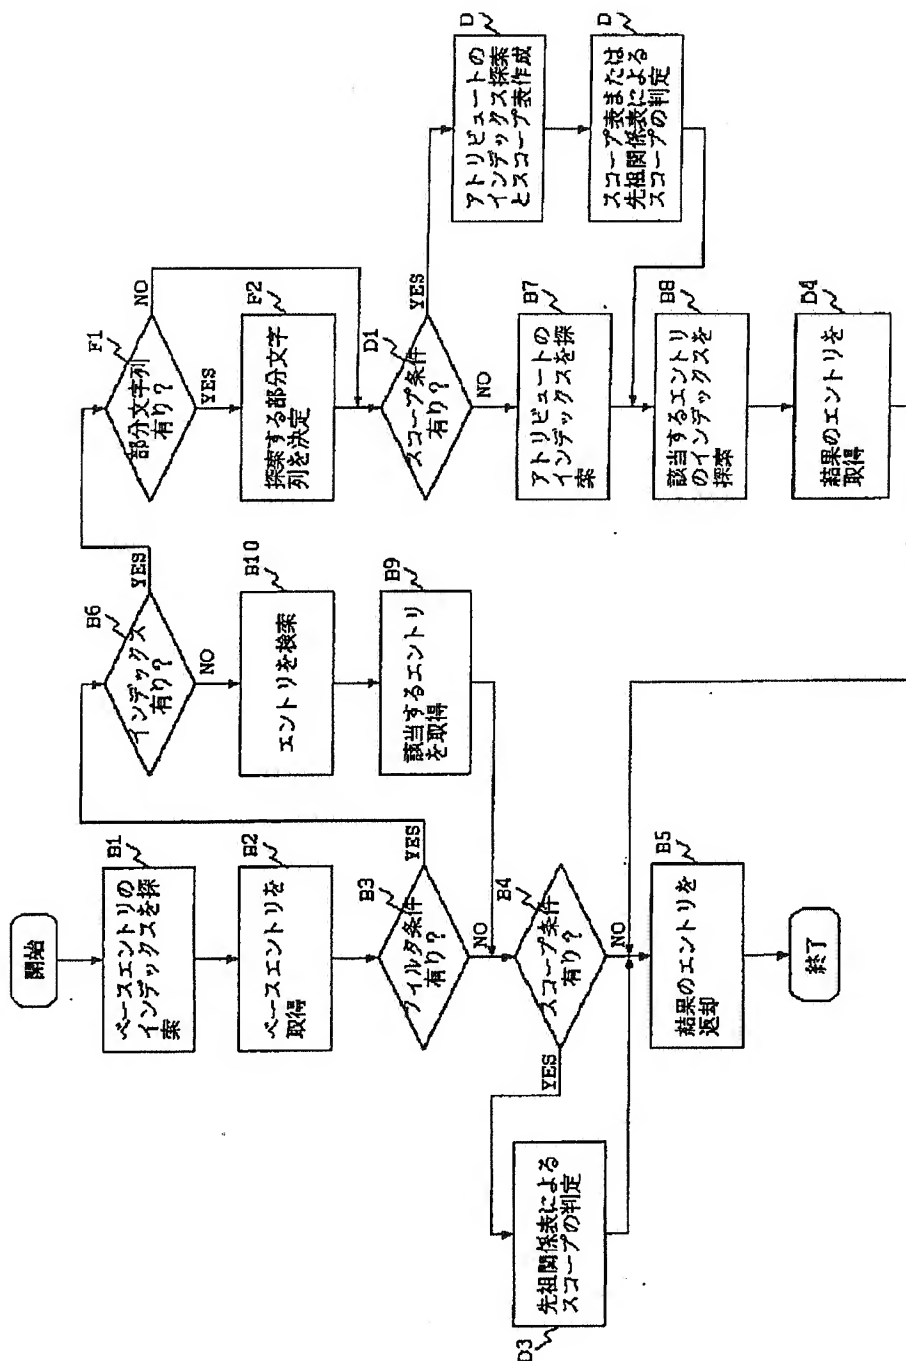 開始
B1
ベースエントリの
インデックスを探
索
B2
ベースエントリを
取得
B3
フィルタ条件
有り？
YES
NO
B4
スコープ条件
有り？
YES
NO
D3
先祖関係表による
スコープの判定
B5
結果のエントリを
返却
終了
B6
インデックス
有り？
YES
NO
B10
エントリを検索
B9
該当するエントリ
を取得
F1
部分文字列
有り？
NO
YES
F2
探索する部分文字
列を決定
D1
スコープ条件
有り？
YES
NO
B7
アトリビュートの
インデックスを探
索
D
アトリビュートの
インデックス探索
とスコープ表作成
D
スコープ表または
先祖関係表による
スコープの判定
B8
該当するエントリ
のインデックスを
探索
D4
結果のエントリを
取得